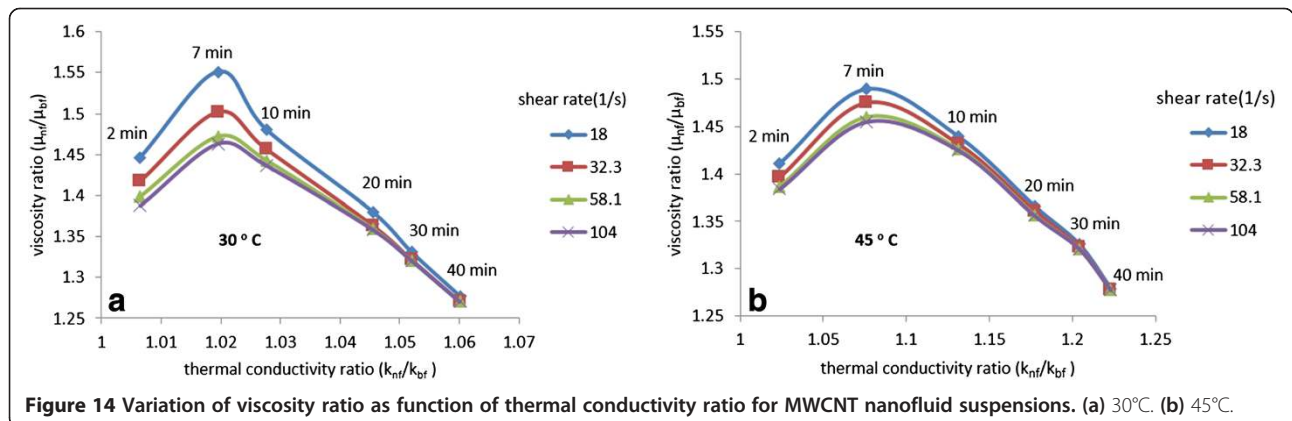 1.6
1.55
1.5
1.45
1.4
1.35
1.3
1.25
viscosity ratio (μnf/μbf)
2 min
7 min
10 min
20 min
30 min
40 min
30 °C
a
1 1.01 1.02 1.03 1.04 1.05 1.06 1.07
thermal conductivity ratio (knf/kbf )
shear rate(1/s)
18
32.3
58.1
104
1.55
1.5
1.45
1.4
1.35
1.3
1.25
viscosity ratio (μnf/μbf)
2 min
7 min
10 min
20 min
30 min
40 min
45 °C
b
1 1.05 1.1 1.15 1.2 1.25
thermal conductivity ratio (knf/kbf )
shear rate(1/s)
18
32.3
58.1
104
Figure 14 Variation of viscosity ratio as function of thermal conductivity ratio for MWCNT nanofluid suspensions. (a) 30°C. (b) 45°C.